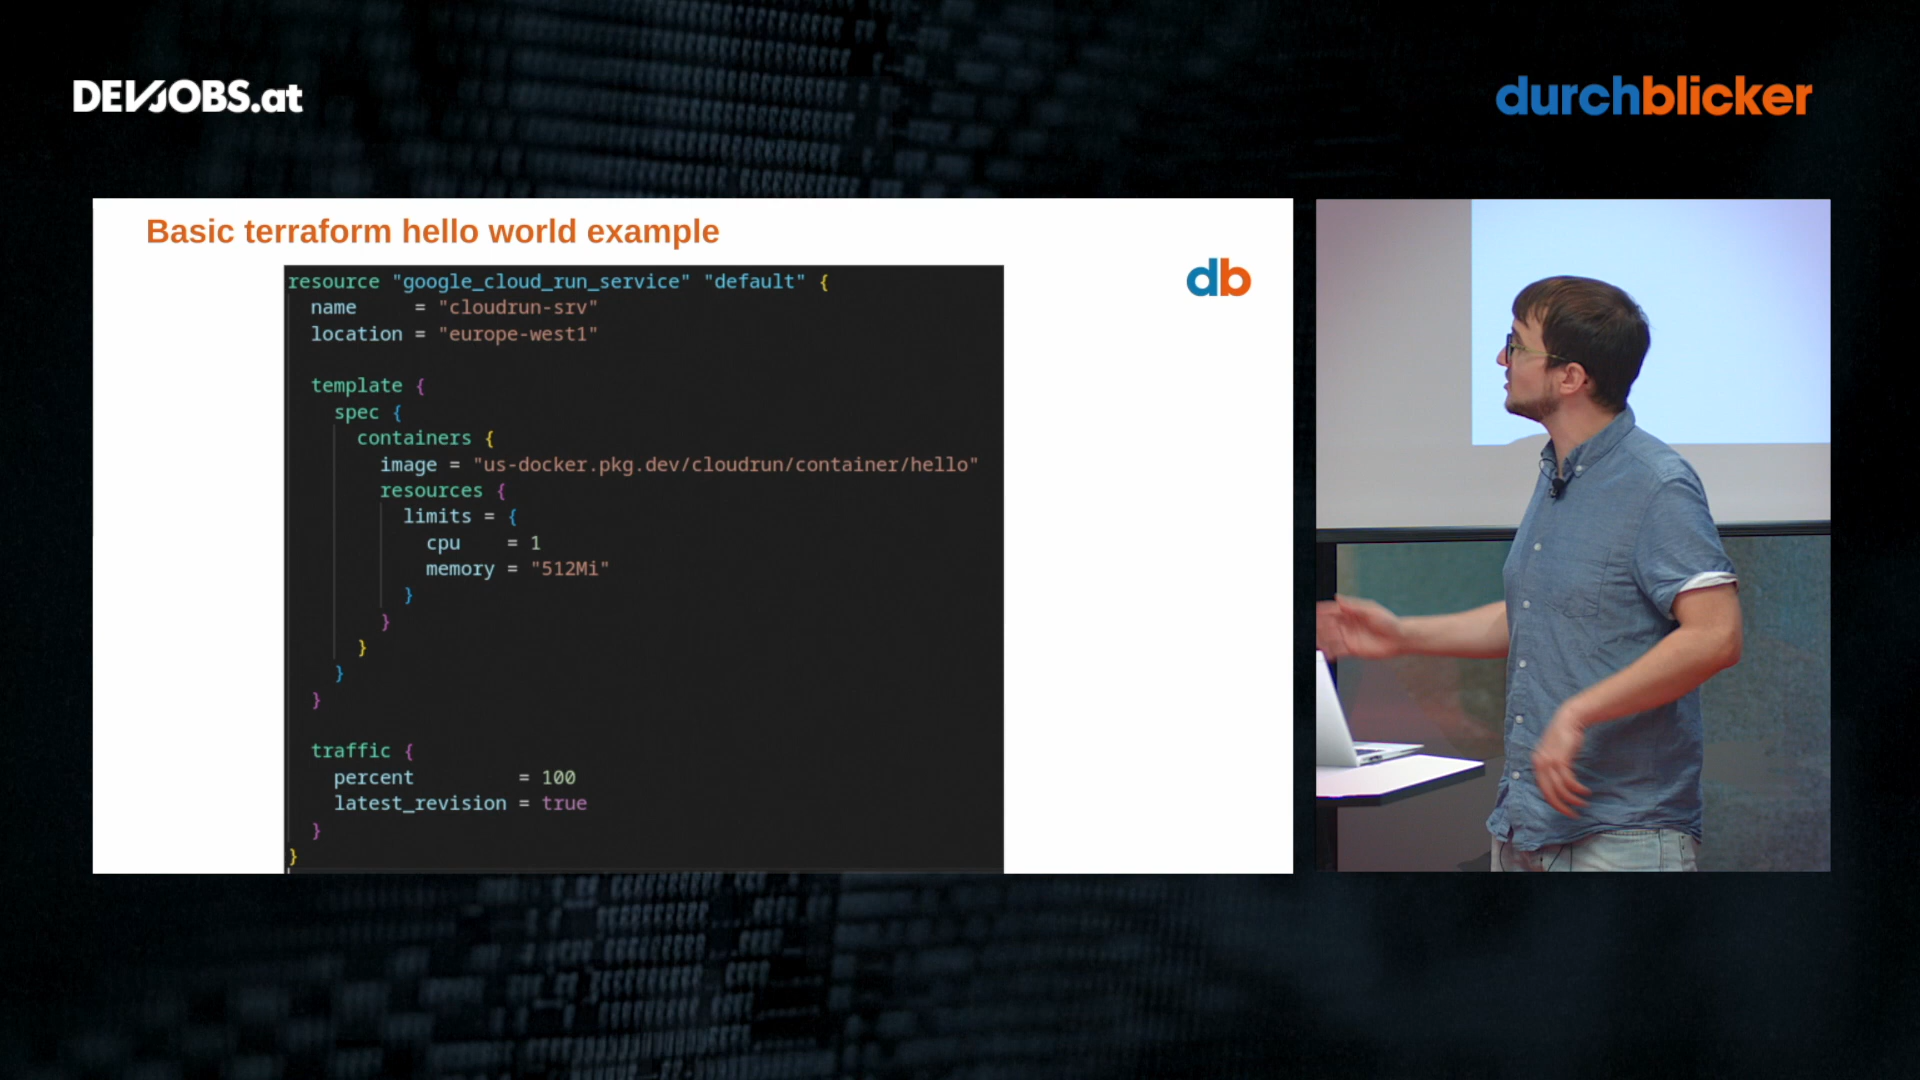 DEVJOBS.at
durchblicker
Basic terraform hello world example
db
resource "google_cloud_run_service" "default" {
  name     = "cloudrun-srv"
  location = "europe-west1"

  template {
    spec {
      containers {
        image = "us-docker.pkg.dev/cloudrun/container/hello"
        resources {
          limits = {
            cpu    = 1
            memory = "512Mi"
          }
        }
      }
    }
  }

  traffic {
    percent         = 100
    latest_revision = true
  }
}